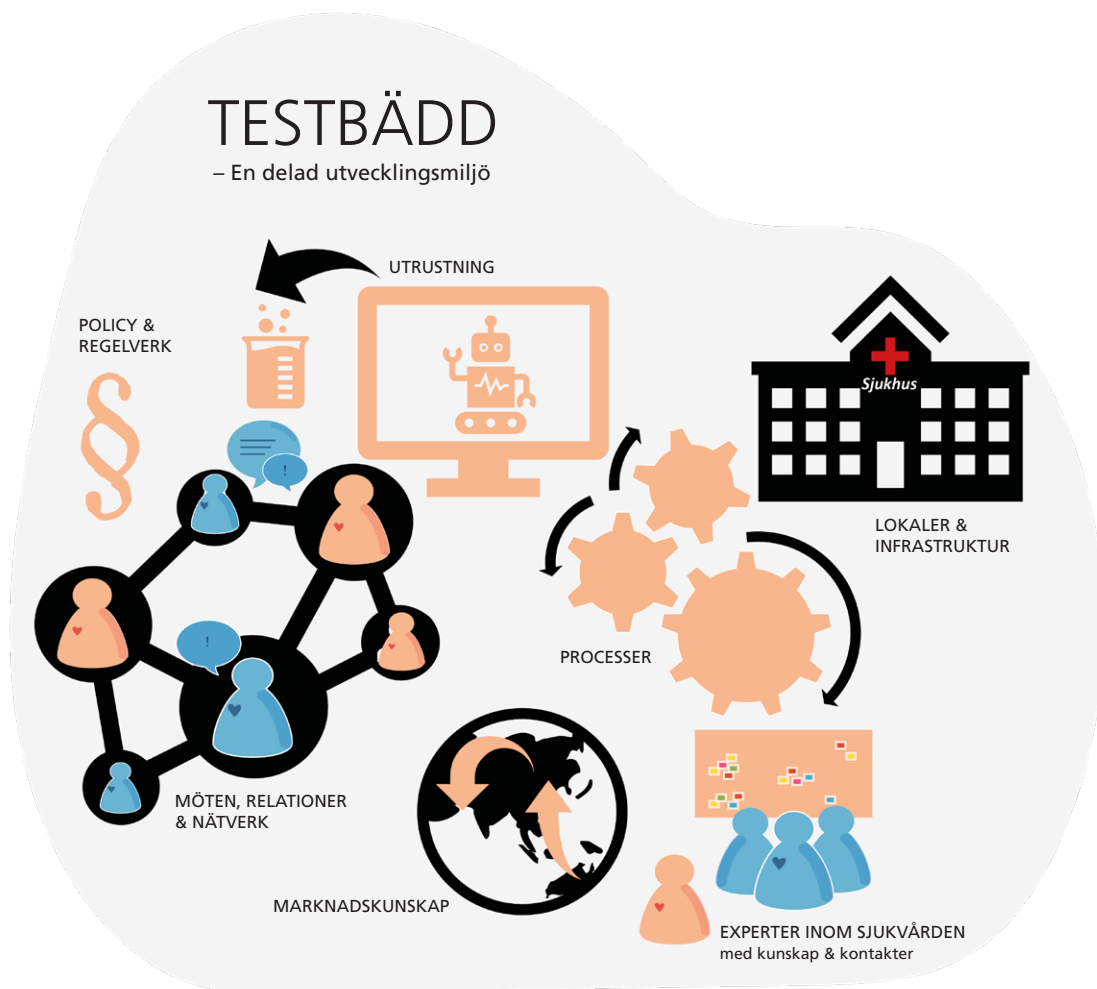 TESTBÄDD
– En delad utvecklingsmiljö
UTRUSTNING
POLICY &
REGELVERK
Sjukhus
!
LOKALER &
INFRASTRUKTUR
!
PROCESSER
MÖTEN, RELATIONER
& NÄTVERK
MARKNADSKUNSKAP
EXPERTER INOM SJUKVÅRDEN
med kunskap & kontakter